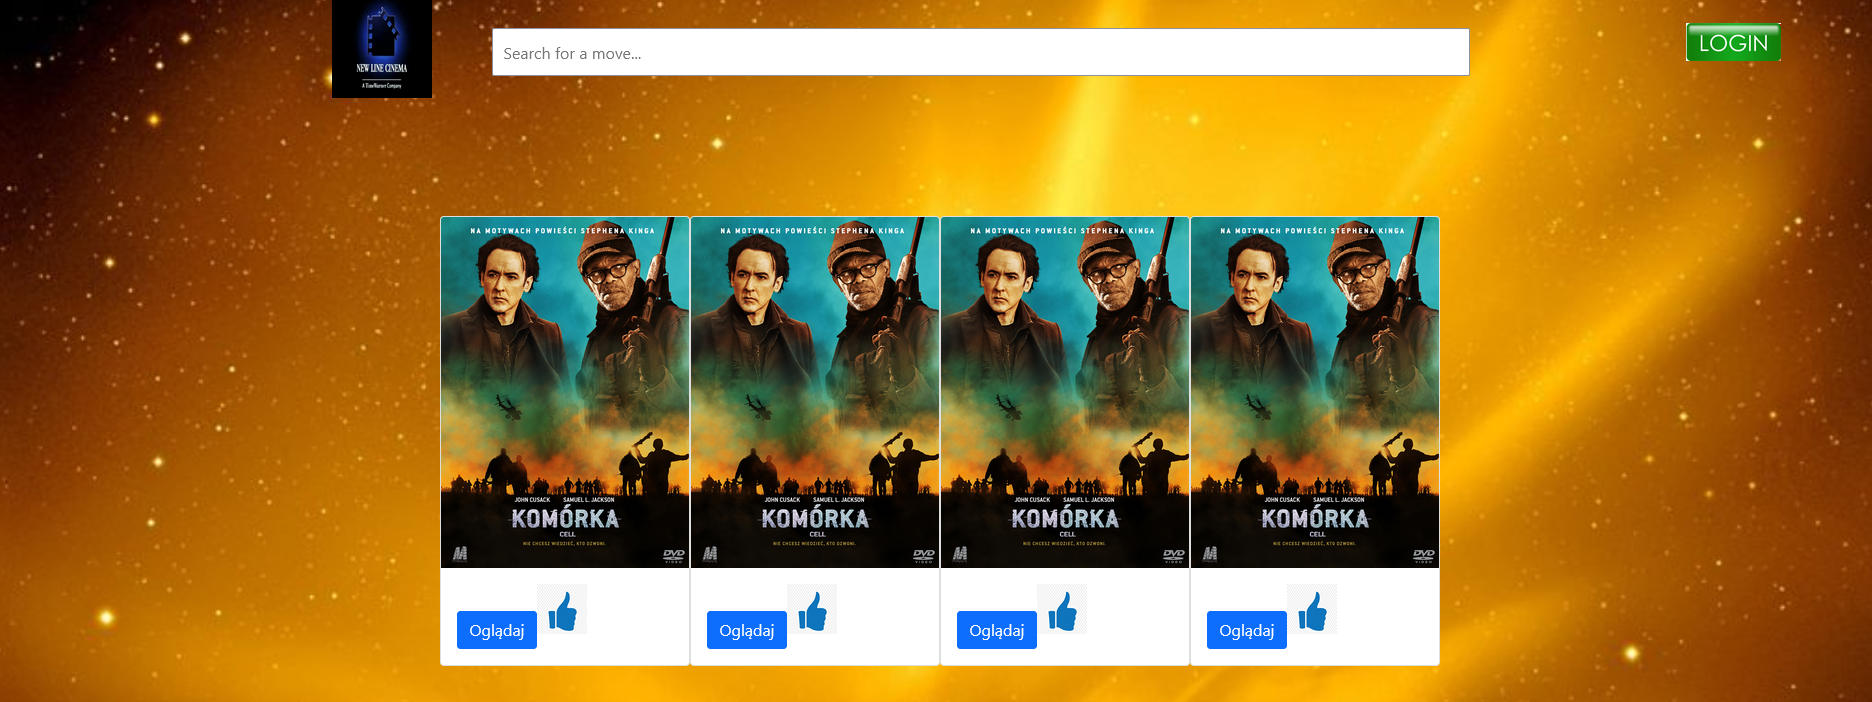 NEW LINE CINEMA
A TimeWarner Company
Search for a move...
LOGIN
NA MOTYWACH POWIEŚCI STEPHENA KINGA
JOHN CUSACK SAMUEL L. JACKSON
KOMÓRKA
CELL
NIE CHCESZ WIEDZIEĆ, KTO DZWONI.
M
DVD
VIDEO
Oglądaj
NA MOTYWACH POWIEŚCI STEPHENA KINGA
JOHN CUSACK SAMUEL L. JACKSON
KOMÓRKA
CELL
NIE CHCESZ WIEDZIEĆ, KTO DZWONI.
M
DVD
VIDEO
Oglądaj
NA MOTYWACH POWIEŚCI STEPHENA KINGA
JOHN CUSACK SAMUEL L. JACKSON
KOMÓRKA
CELL
NIE CHCESZ WIEDZIEĆ, KTO DZWONI.
M
DVD
VIDEO
Oglądaj
NA MOTYWACH POWIEŚCI STEPHENA KINGA
JOHN CUSACK SAMUEL L. JACKSON
KOMÓRKA
CELL
NIE CHCESZ WIEDZIEĆ, KTO DZWONI.
M
DVD
VIDEO
Oglądaj